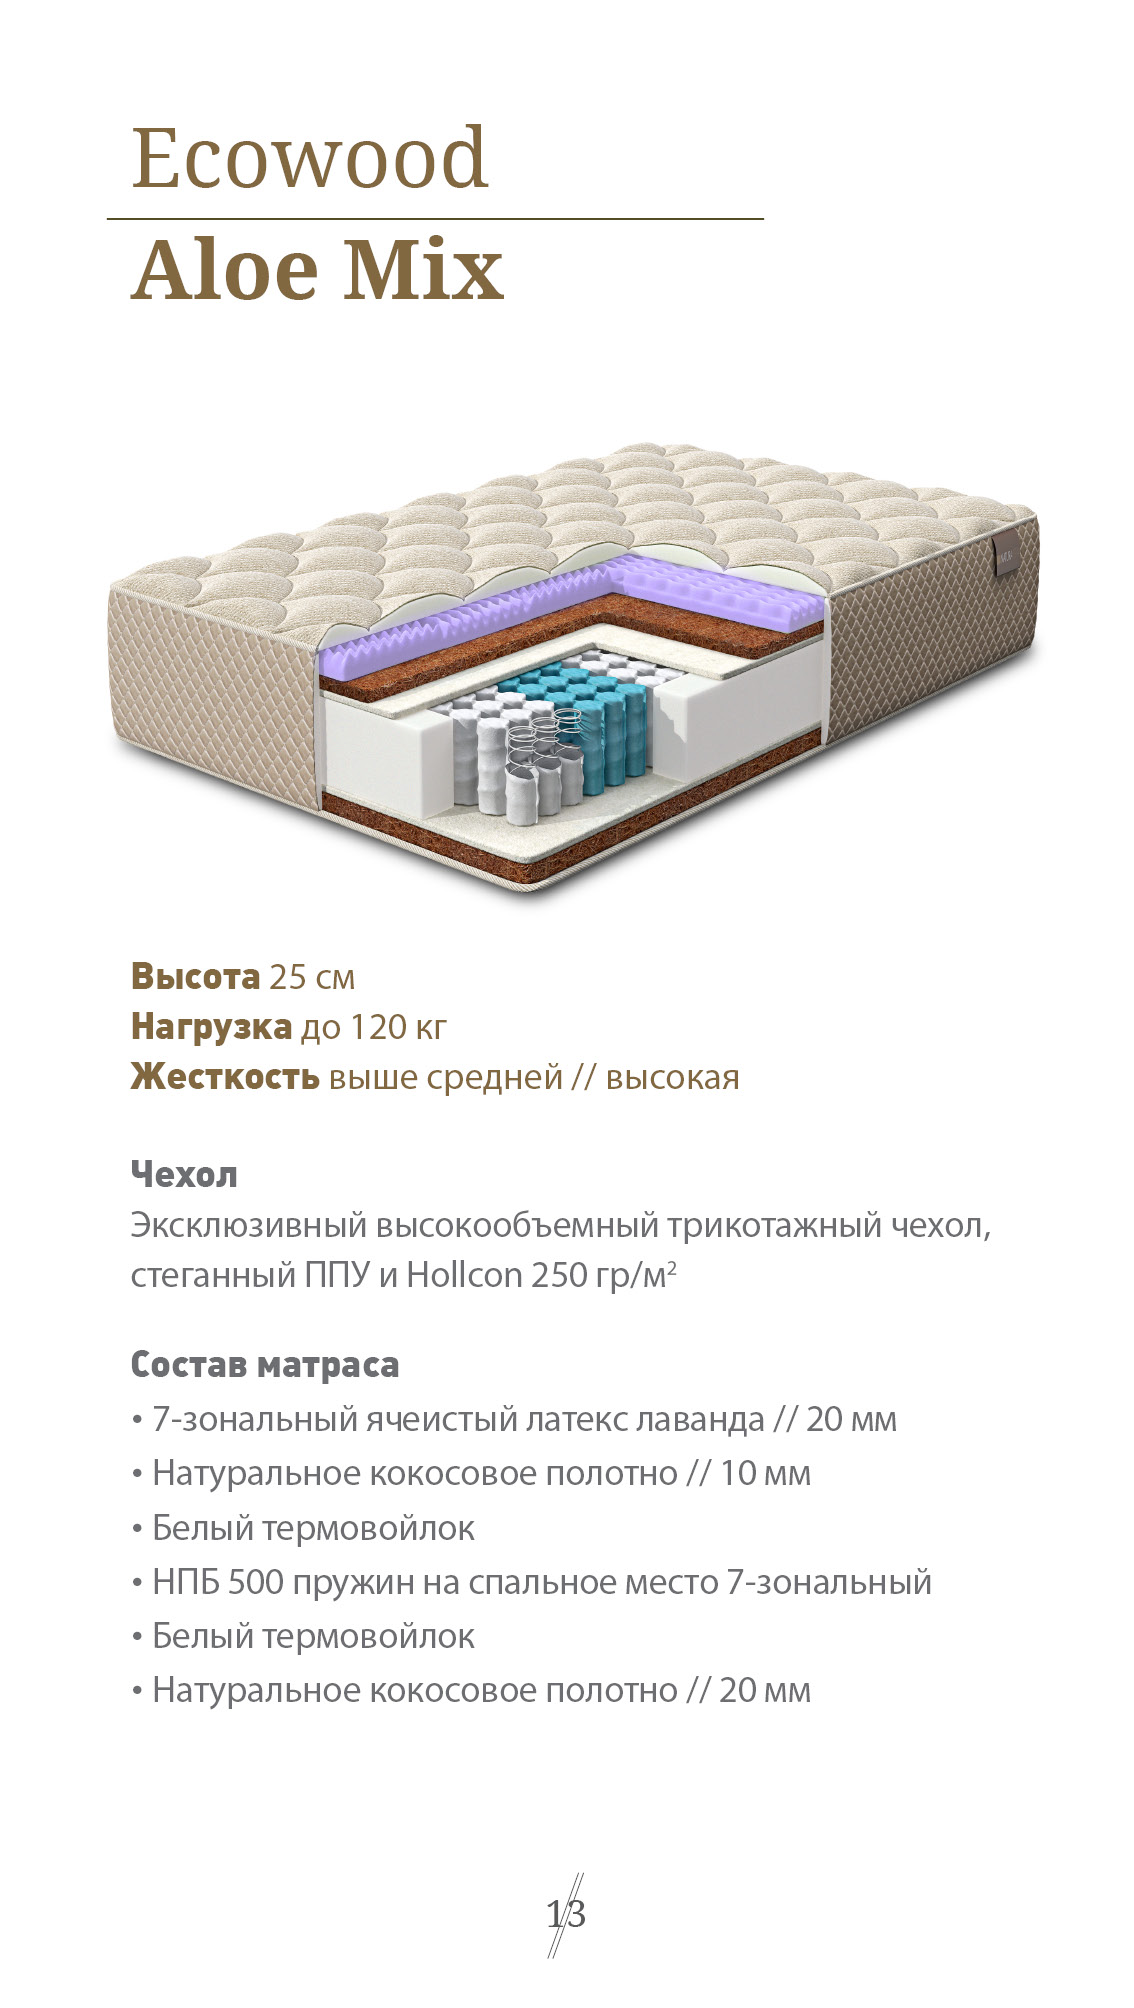 Ecowood
Aloe Mix
Высота 25 см
Нагрузка до 120 кг
Жесткость выше средней // высокая
Чехол
Эксклюзивный высокообъемный трикотажный чехол,
стеганный ППУ и Hollcon 250 гр/м²
Состав матраса
• 7-зональный ячеистый латекс лаванда // 20 мм
• Натуральное кокосовое полотно // 10 мм
• Белый термовойлок
• НПБ 500 пружин на спальное место 7-зональный
• Белый термовойлок
• Натуральное кокосовое полотно // 20 мм
13